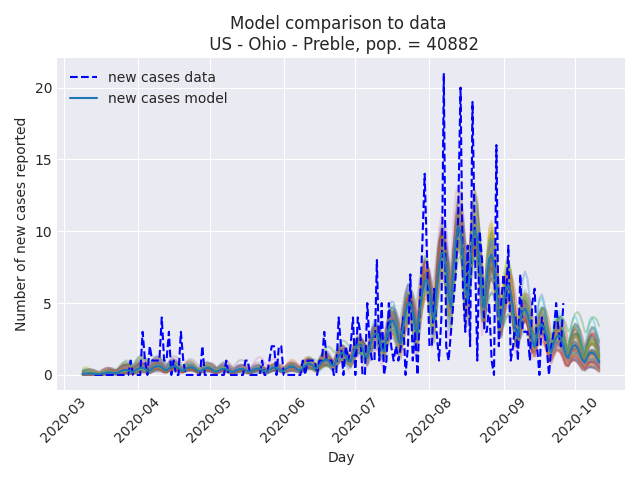 Model comparison to data
US - Ohio - Preble, pop. = 40882
new cases data
new cases model
Number of new cases reported
20
15
10
5
0
2020-03
2020-04
2020-05
2020-06
2020-07
2020-08
2020-09
2020-10
Day